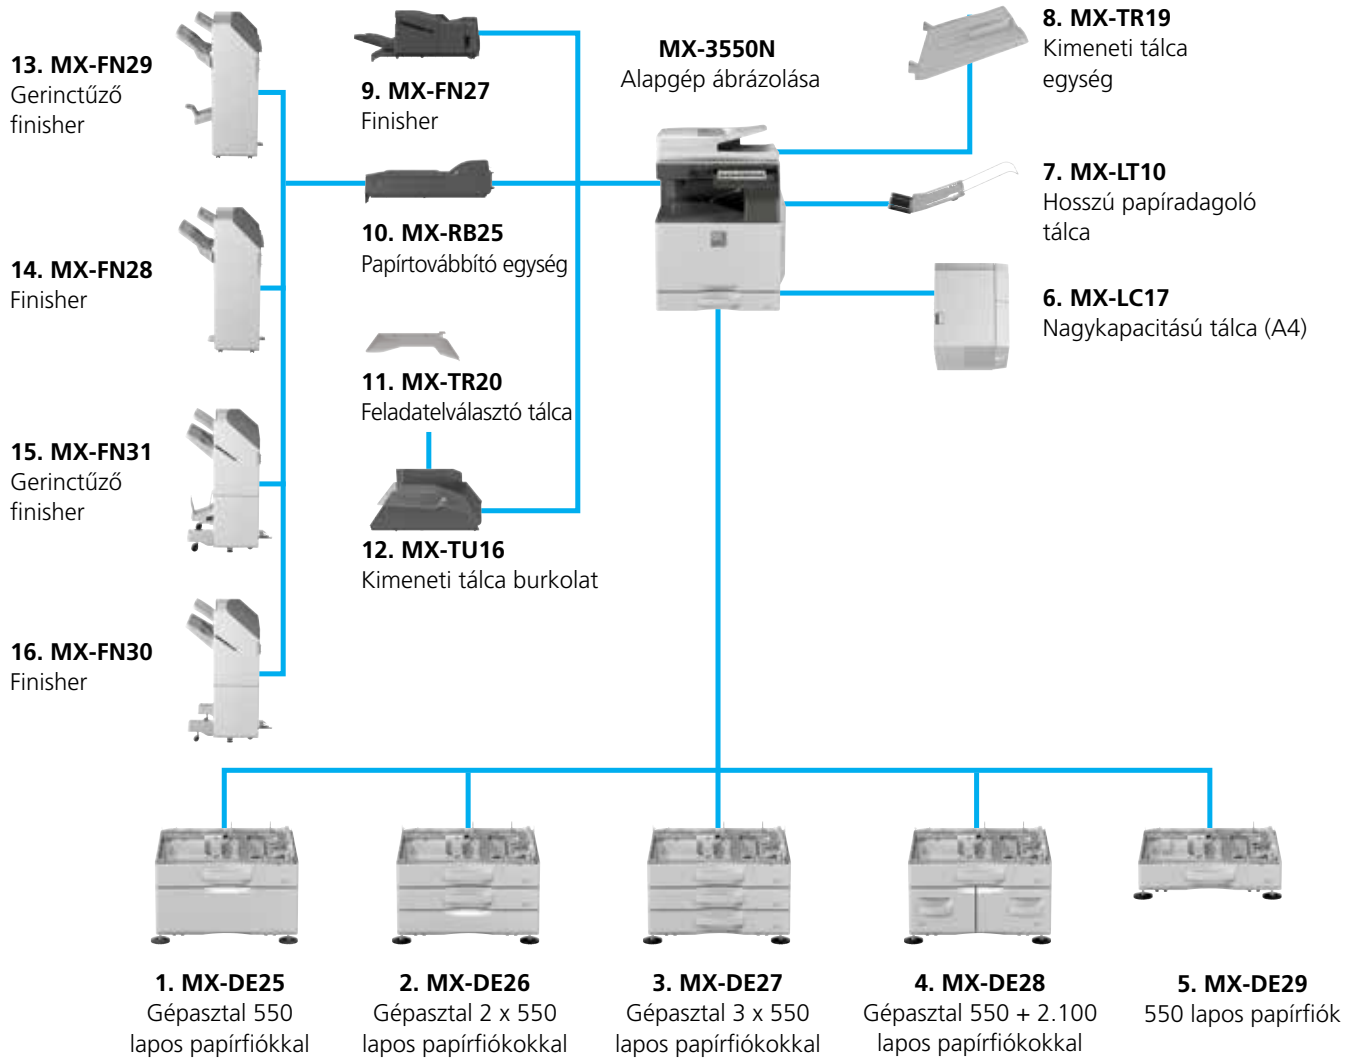 13. MX-FN29
Gerinctűző
finisher
14. MX-FN28
Finisher
15. MX-FN31
Gerinctűző
finisher
16. MX-FN30
Finisher
9. MX-FN27
Finisher
10. MX-RB25
Papírtovábbító egység
11. MX-TR20
Feladatelválasztó tálca
12. MX-TU16
Kimeneti tálca burkolat
MX-3550N
Alapgép ábrázolása
8. MX-TR19
Kimeneti tálca
egység
7. MX-LT10
Hosszú papíradagoló
tálca
6. MX-LC17
Nagykapacitású tálca (A4)
1. MX-DE25
Gépasztal 550
lapos papírfiókkal
2. MX-DE26
Gépasztal 2 x 550
lapos papírfiókokkal
3. MX-DE27
Gépasztal 3 x 550
lapos papírfiókokkal
4. MX-DE28
Gépasztal 550 + 2.100
lapos papírfiókokkal
5. MX-DE29
550 lapos papírfiók